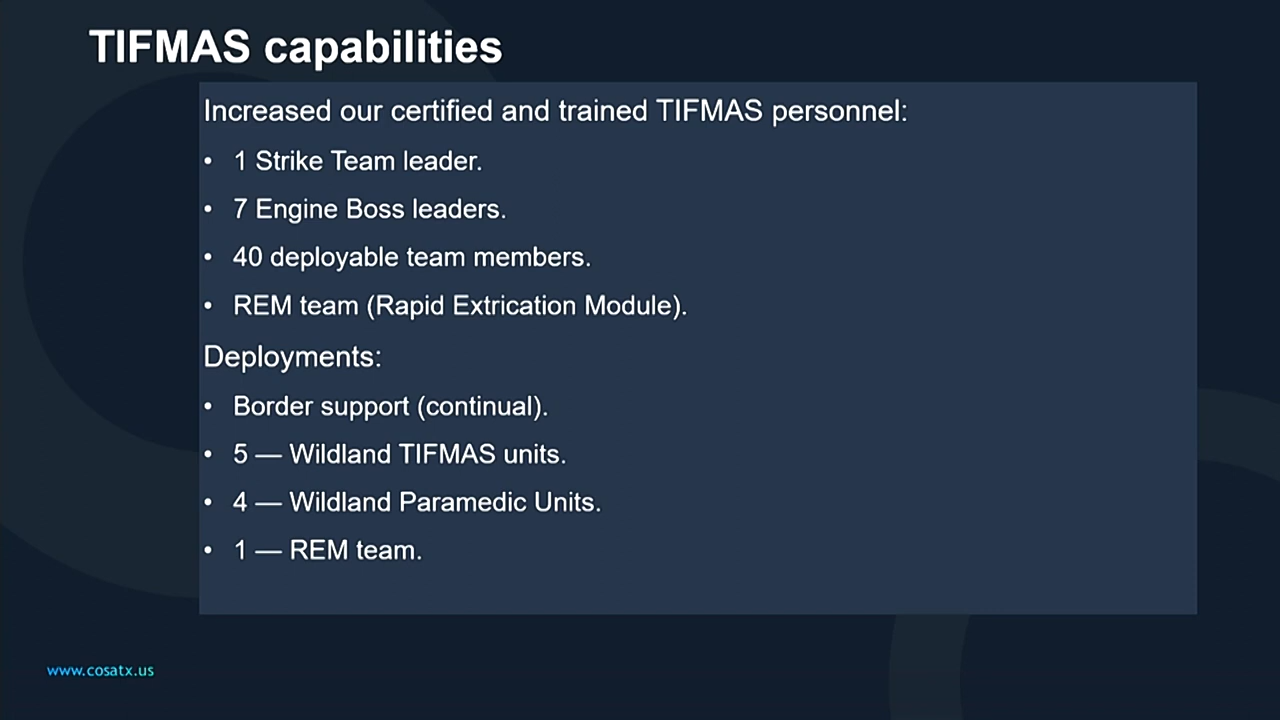 TIFMAS capabilities
Increased our certified and trained TIFMAS personnel:
• 1 Strike Team leader.
• 7 Engine Boss leaders.
• 40 deployable team members.
• REM team (Rapid Extrication Module).
Deployments:
• Border support (continual).
• 5 — Wildland TIFMAS units.
• 4 — Wildland Paramedic Units.
• 1 — REM team.
www.cosatx.us